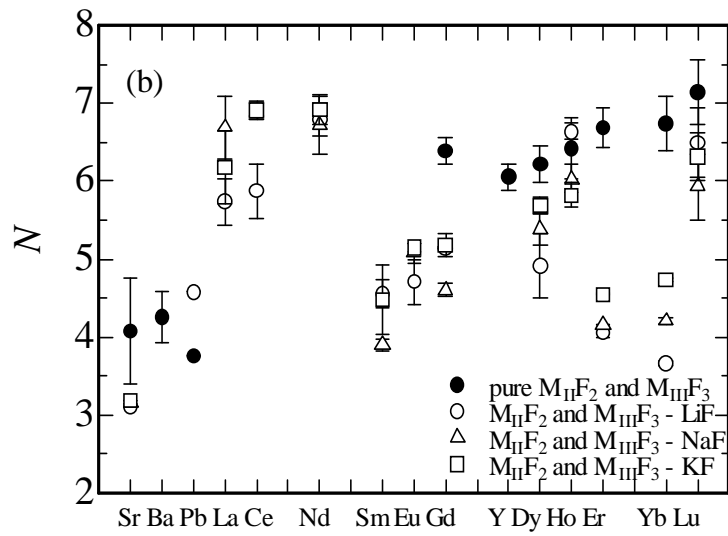 8
(b)
7
6
N
5
4
pure MIIF2 and MIIIF3
MIIF2 and MIIIF3 - LiF
3
MIIF2 and MIIIF3 - NaF
MIIF2 and MIIIF3 - KF
2
Sr Ba Pb La Ce Nd Sm Eu Gd Y Dy Ho Er Yb Lu